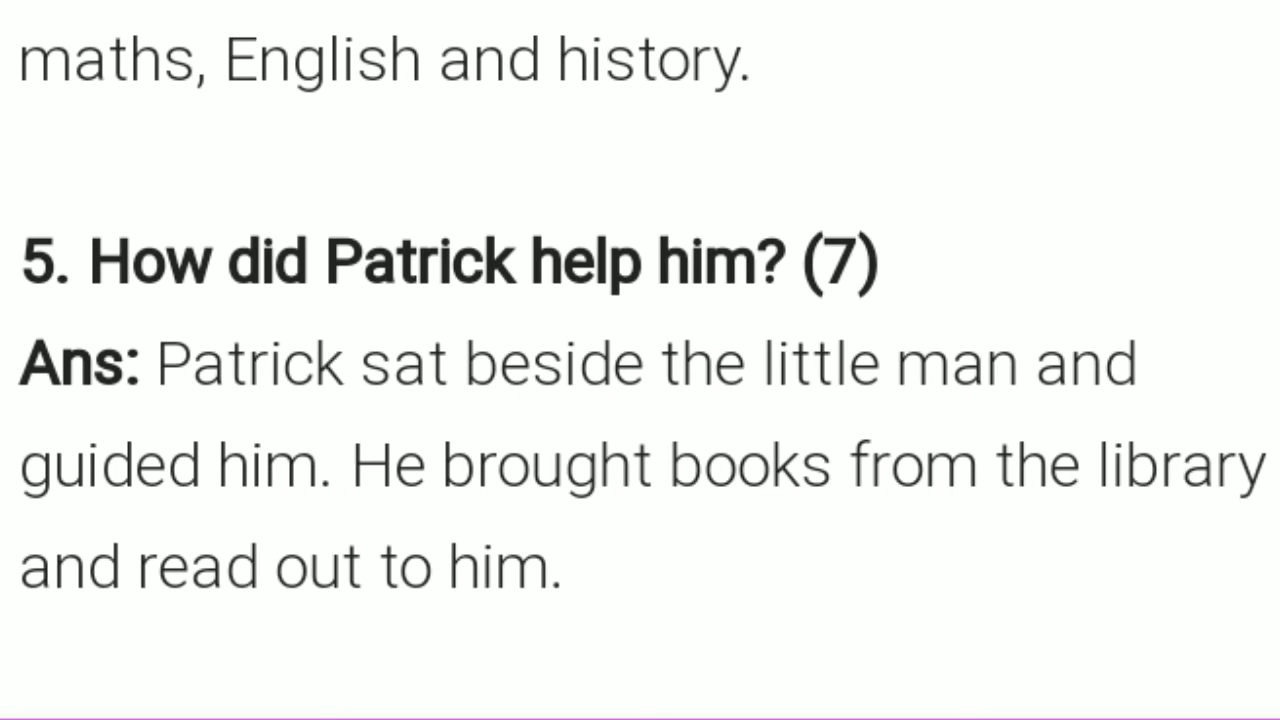 maths, English and history.
5. How did Patrick help him? (7)
Ans: Patrick sat beside the little man and
guided him. He brought books from the library
and read out to him.